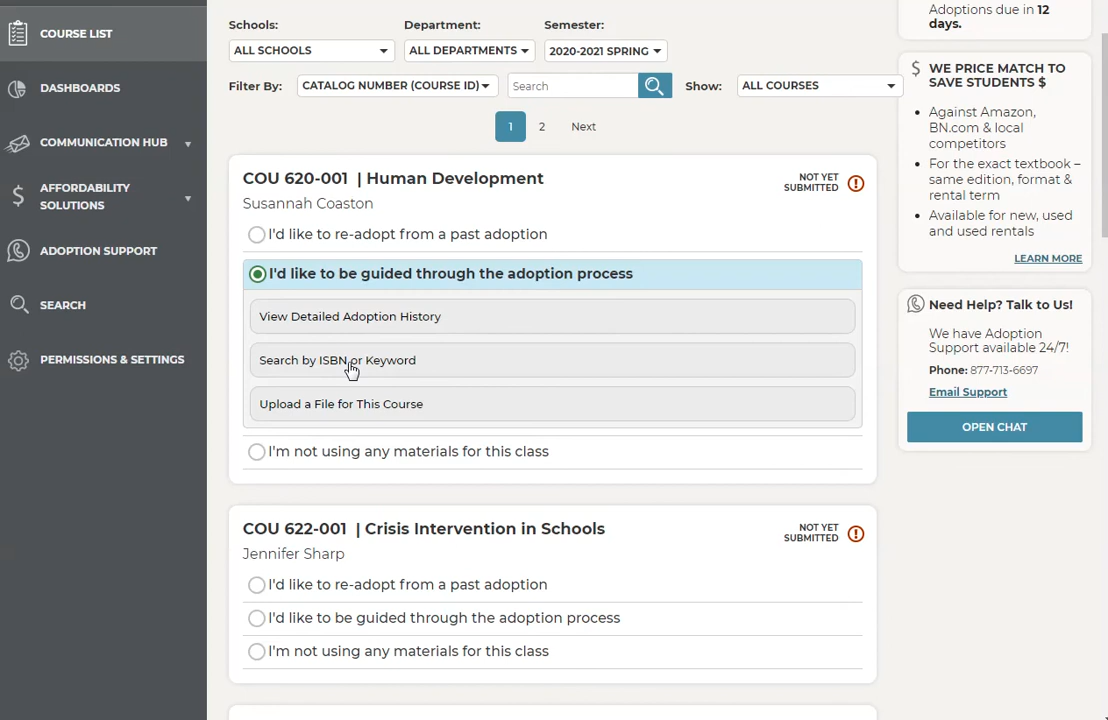 COURSE LIST
DASHBOARDS
COMMUNICATION HUB
AFFORDABILITY
SOLUTIONS
ADOPTION SUPPORT
SEARCH
PERMISSIONS & SETTINGS
Schools:
Department:
Semester:
ALL SCHOOLS
ALL DEPARTMENTS
2020-2021 SPRING
Filter By:
CATALOG NUMBER (COURSE ID)
Search
Show:
ALL COURSES
1
2
Next
COU 620-001 | Human Development
NOT YET
SUBMITTED
Susannah Coaston
I'd like to re-adopt from a past adoption
I'd like to be guided through the adoption process
View Detailed Adoption History
Search by ISBN or Keyword
Upload a File for This Course
I'm not using any materials for this class
COU 622-001 | Crisis Intervention in Schools
NOT YET
SUBMITTED
Jennifer Sharp
I'd like to re-adopt from a past adoption
I'd like to be guided through the adoption process
I'm not using any materials for this class
Adoptions due in 12
days.
$ WE PRICE MATCH TO
SAVE STUDENTS $
Against Amazon,
BN.com & local
competitors
For the exact textbook –
same edition, format &
rental term
Available for new, used
and used rentals
LEARN MORE
Need Help? Talk to Us!
We have Adoption
Support available 24/7!
Phone: 877-713-6697
Email Support
OPEN CHAT